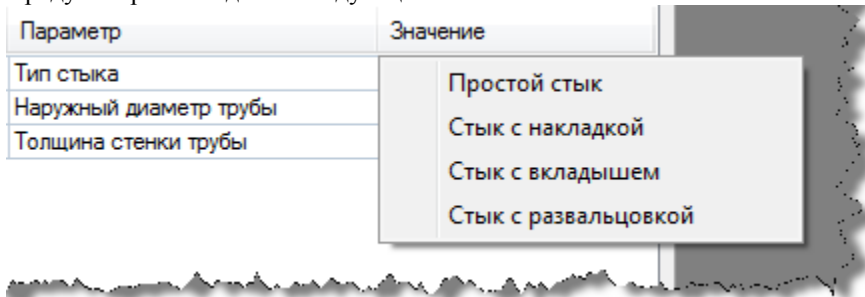 Параметр Значение
Тип стыка
Наружный диаметр трубы
Толщина стенки трубы
Простой стык
Стык с накладкой
Стык с вкладышем
Стык с развальцовкой